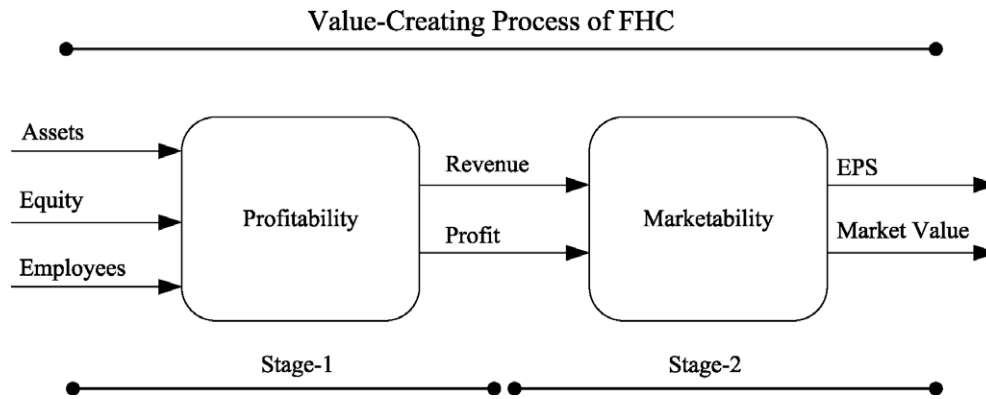 Value-Creating Process of FHC
Assets
Equity
Employees
Profitability
Revenue
Profit
Marketability
EPS
Market Value
Stage-1
Stage-2